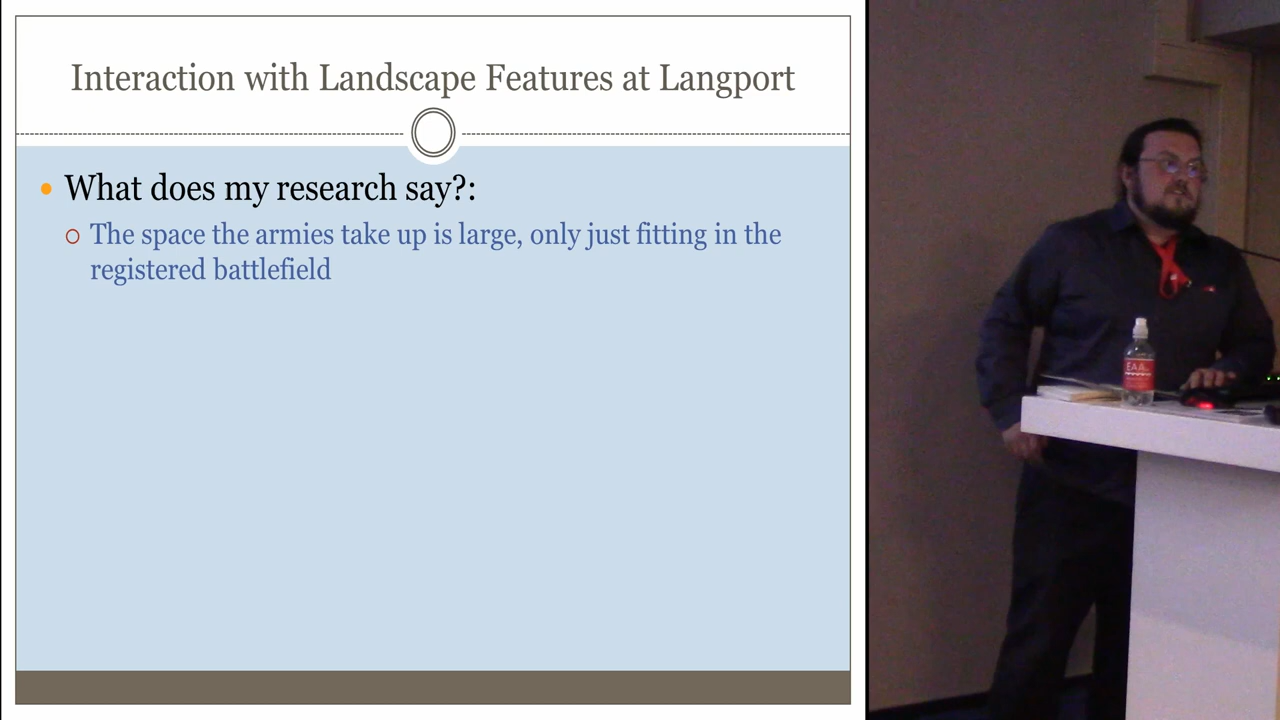 Interaction with Landscape Features at Langport
What does my research say?:
The space the armies take up is large, only just fitting in the
registered battlefield
EAA